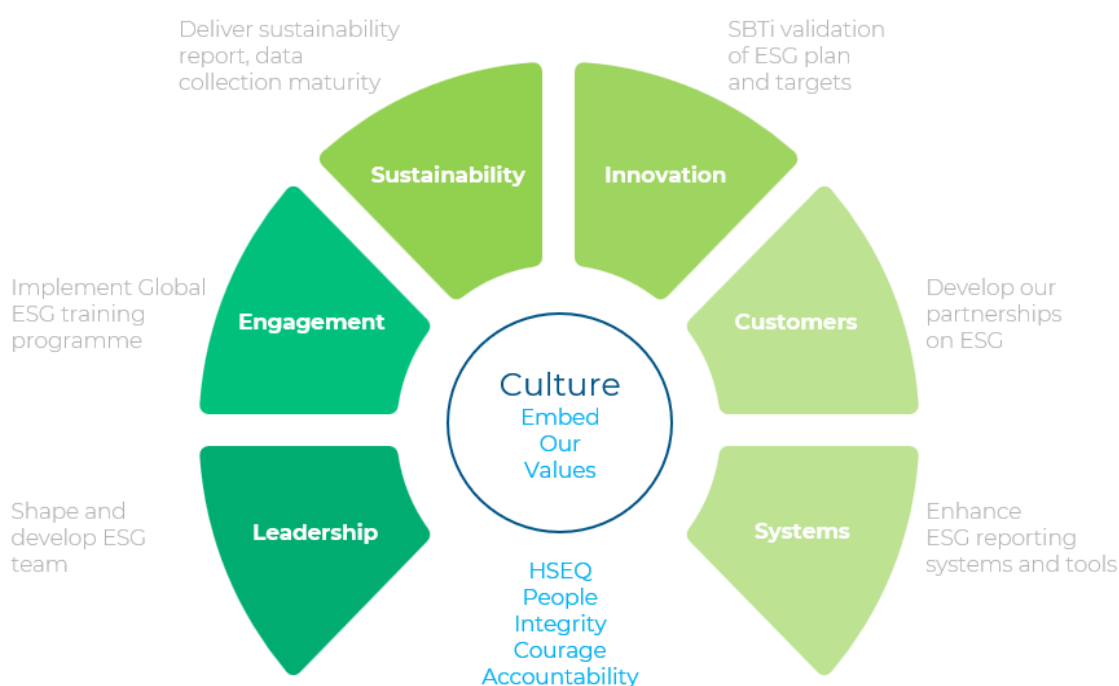 Deliver sustainability
report, data
collection maturity
SBTi validation
of ESG plan
and targets
Sustainability
Innovation
Implement Global
ESG training
programme
Engagement
Customers
Develop our
partnerships
on ESG
Culture
Embed
Our
Values
Shape and
develop ESG
team
Leadership
Systems
Enhance
ESG reporting
systems and tools
HSEQ
People
Integrity
Courage
Accountability